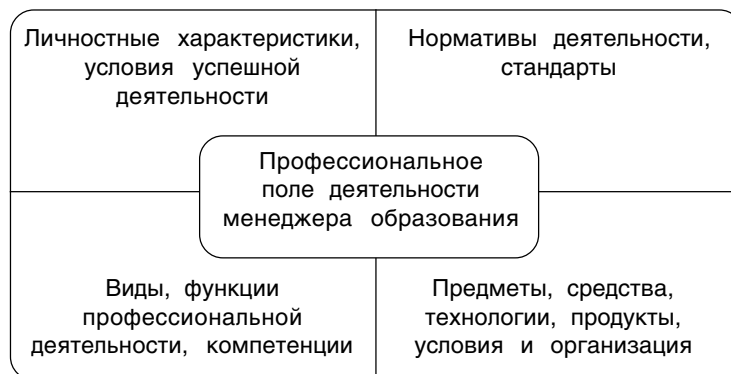 Личностные характеристики,
условия успешной
деятельности
Нормативы деятельности,
стандарты
Профессиональное
поле деятельности
менеджера образования
Виды, функции
профессиональной
деятельности, компетенции
Предметы, средства,
технологии, продукты,
условия и организация